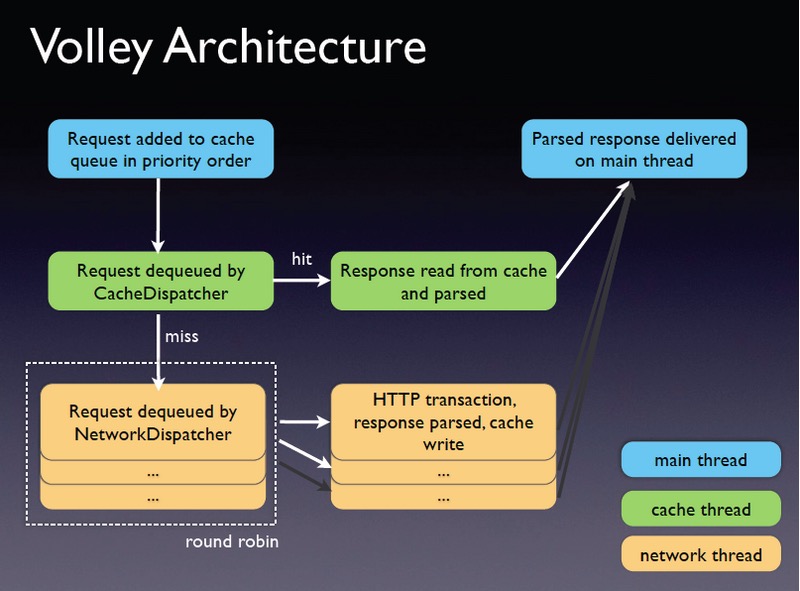 Volley Architecture
Request added to cache
queue in priority order
Parsed response delivered
on main thread
Request dequeued by
CacheDispatcher
hit
Response read from cache
and parsed
miss
Request dequeued by
NetworkDispatcher
...
...
HTTP transaction,
response parsed, cache
write
...
...
round robin
main thread
cache thread
network thread